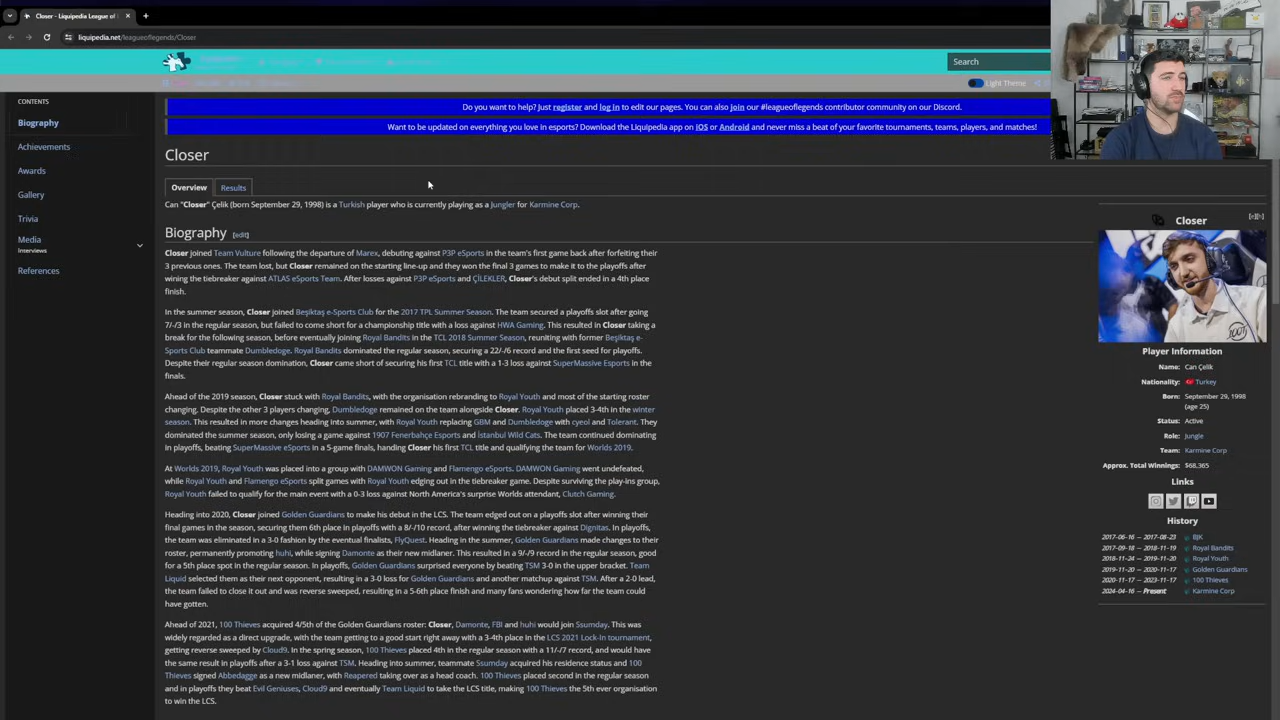 Closer - Liquipedia League of
liquipedia.net/leagueoflegends/Closer
Search
Light Theme
CONTENTS
Biography
Achievements
Awards
Gallery
Trivia
Media
Interviews
References
Do you want to help? Just register and log in to edit our pages. You can also join our #leagueoflegends contributor community on our Discord.
Want to be updated on everything you love in esports? Download the Liquipedia app on iOS or Android and never miss a beat of your favorite tournaments, teams, players, and matches!
Closer
Overview Results
Can "Closer" Çelik (born September 29, 1998) is a Turkish player who is currently playing as a Jungler for Karmine Corp.
Biography [edit]
Closer joined Team Vulture following the departure of Marex, debuting against P3P eSports in the team's first game back after forfeiting their
3 previous ones. The team lost, but Closer remained on the starting line-up and they won the final 3 games to make it to the playoffs after
wining the tiebreaker against ATLAS eSports Team. After losses against P3P eSports and ÇİLEKLER, Closer's debut split ended in a 4th place
finish.
In the summer season, Closer joined Beşiktaş e-Sports Club for the 2017 TPL Summer Season. The team secured a playoffs slot after going
7/-/3 in the regular season, but failed to come short for a championship title with a loss against HWA Gaming. This resulted in Closer taking a
break for the following season, before eventually joining Royal Bandits in the TCL 2018 Summer Season, reuniting with former Beşiktaş e-
Sports Club teammate Dumbledoge. Royal Bandits dominated the regular season, securing a 22/-/6 record and the first seed for playoffs.
Despite their regular season domination, Closer came short of securing his first TCL title with a 1-3 loss against SuperMassive Esports in the
finals.
Ahead of the 2019 season, Closer stuck with Royal Bandits, with the organisation rebranding to Royal Youth and most of the starting roster
changing. Despite the other 3 players changing, Dumbledoge remained on the team alongside Closer. Royal Youth placed 3-4th in the winter
season. This resulted in more changes heading into summer, with Royal Youth replacing GBM and Dumbledoge with cyeol and Tolerant. They
dominated the summer season, only losing a game against 1907 Fenerbahçe Esports and İstanbul Wild Cats. The team continued dominating
in playoffs, beating SuperMassive eSports in a 5-game finals, handing Closer his first TCL title and qualifying the team for Worlds 2019.
At Worlds 2019, Royal Youth was placed into a group with DAMWON Gaming and Flamengo eSports. DAMWON Gaming went undefeated,
while Royal Youth and Flamengo eSports split games with Royal Youth edging out in the tiebreaker game. Despite surviving the play-ins group,
Royal Youth failed to qualify for the main event with a 0-3 loss against North America's surprise Worlds attendant, Clutch Gaming.
Heading into 2020, Closer joined Golden Guardians to make his debut in the LCS. The team edged out on a playoffs slot after winning their
final games in the season, securing them 6th place in playoffs with a 8/-/10 record, after winning the tiebreaker against Dignitas. In playoffs,
the team was eliminated in a 3-0 fashion by the eventual finalists, FlyQuest. Heading in the summer, Golden Guardians made changes to their
roster, permanently promoting huhi, while signing Damonte as their new midlaner. This resulted in a 9/-/9 record in the regular season, good
for a 5th place spot in the regular season. In playoffs, Golden Guardians surprised everyone by beating TSM 3-0 in the upper bracket. Team
Liquid selected them as their next opponent, resulting in a 3-0 loss for Golden Guardians and another matchup against TSM. After a 2-0 lead,
the team failed to close it out and was reverse sweeped, resulting in a 5-6th place finish and many fans wondering how far the team could
have gotten.
Ahead of 2021, 100 Thieves acquired 4/5th of the Golden Guardians roster: Closer, Damonte, FBI and huhi would join Ssumday. This was
widely regarded as a direct upgrade, with the team getting to a good start right away with a 3-4th place in the LCS 2021 Lock-In tournament,
getting reverse sweeped by Cloud9. In the spring season, 100 Thieves placed 4th in the regular season with a 11/-/7 record, and would have
the same result in playoffs after a 3-1 loss against TSM. Heading into summer, teammate Ssumday acquired his residence status and 100
Thieves signed Abbedagge as a new midlaner, with Reapered taking over as a head coach. 100 Thieves placed second in the regular season
and in playoffs they beat Evil Geniuses, Cloud9 and eventually Team Liquid to take the LCS title, making 100 Thieves the 5th ever organisation
to win the LCS.
[e][h] Closer
Player Information
Name: Can Çelik
Nationality: Turkey
Born: September 29, 1998
(age 25)
Status: Active
Role: Jungle
Team: Karmine Corp
Approx. Total Winnings: $68,365
Links
History
2017-06-16 — 2017-08-23 BJK
2017-09-18 — 2018-11-19 Royal Bandits
2018-11-24 — 2019-11-20 Royal Youth
2019-11-20 — 2020-11-17 Golden Guardians
2020-11-17 — 2023-11-17 100 Thieves
2024-04-16 — Present Karmine Corp